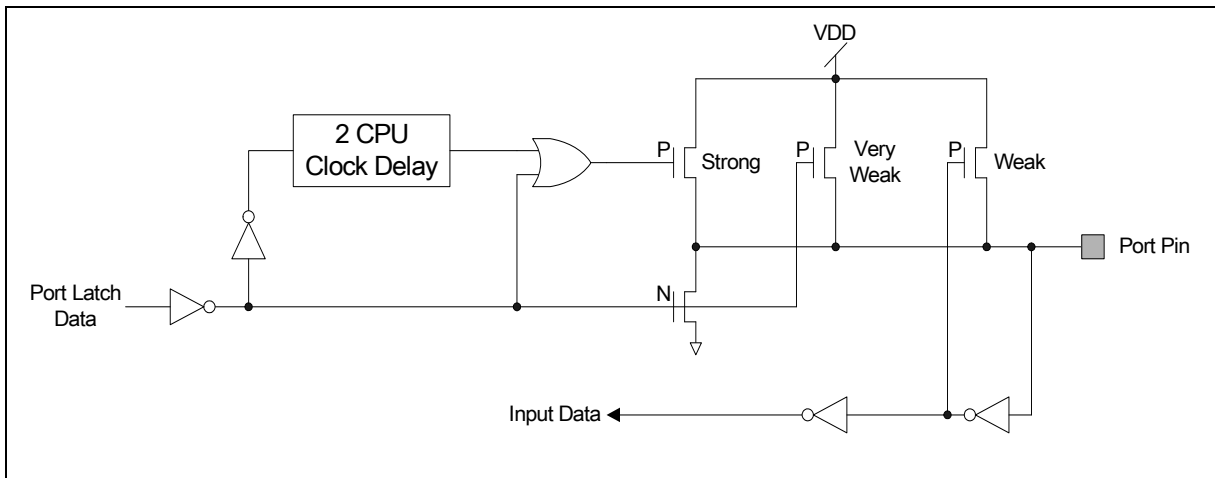 VDD
2 CPU
Clock Delay
P
Strong
P
Very
Weak
P
Weak
Port Pin
Port Latch
Data
N
Input Data